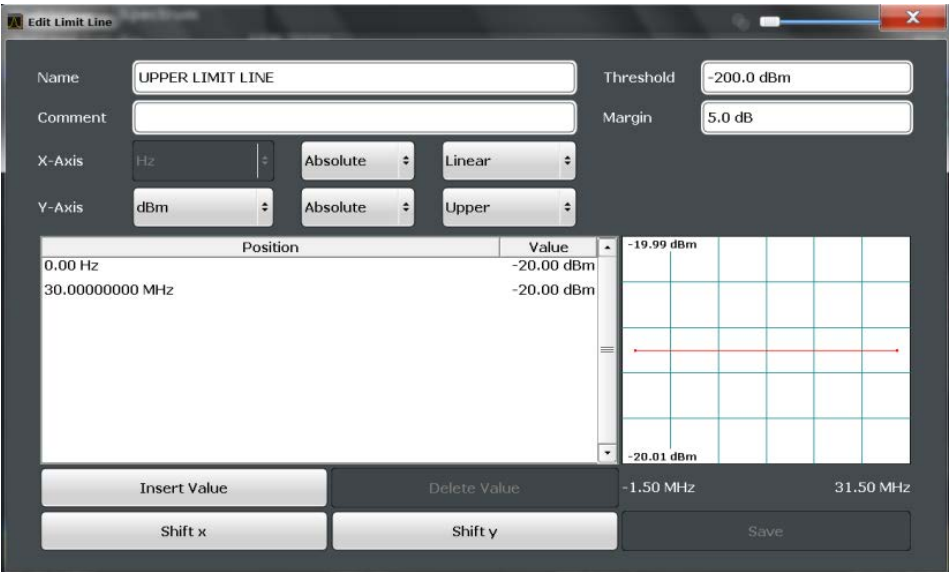 Edit Limit Line
Name UPPER LIMIT LINE Threshold -200.0 dBm
Comment Margin 5.0 dB
X-Axis Hz Absolute Linear
Y-Axis dBm Absolute Upper
Position Value
0.00 Hz -20.00 dBm
30.00000000 MHz -20.00 dBm
-19.99 dBm
-20.01 dBm
Insert Value Delete Value -1.50 MHz 31.50 MHz
Shift x Shift y Save